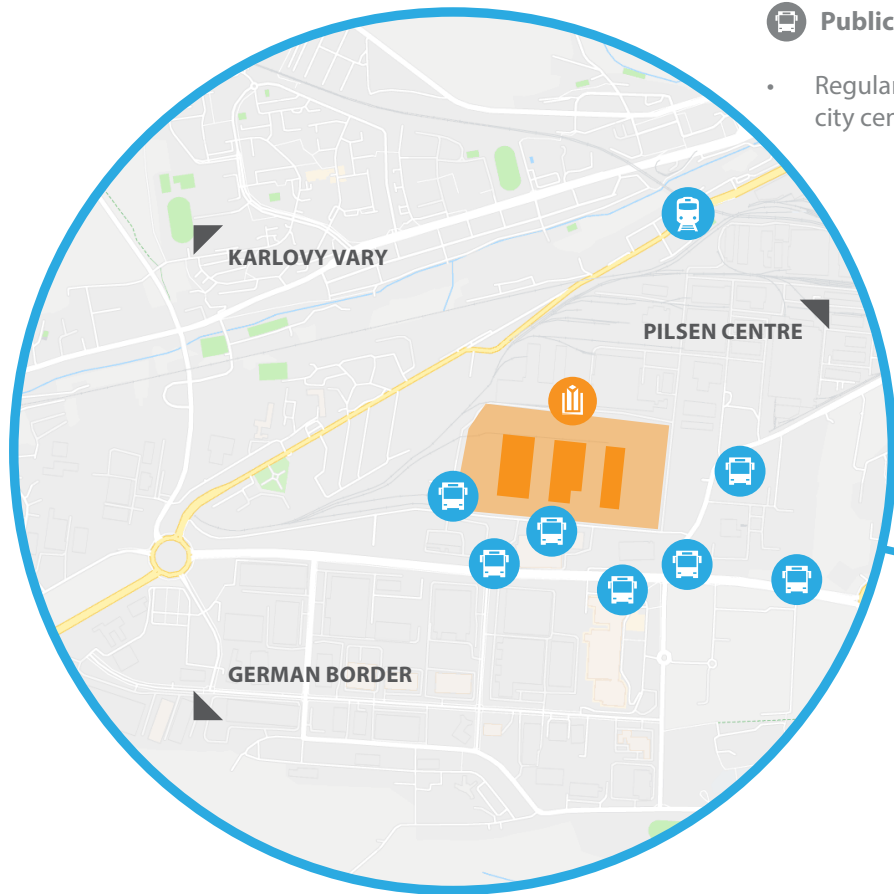 Public
• Regular
city cen
KARLOVY VARY
PILSEN CENTRE
GERMAN BORDER